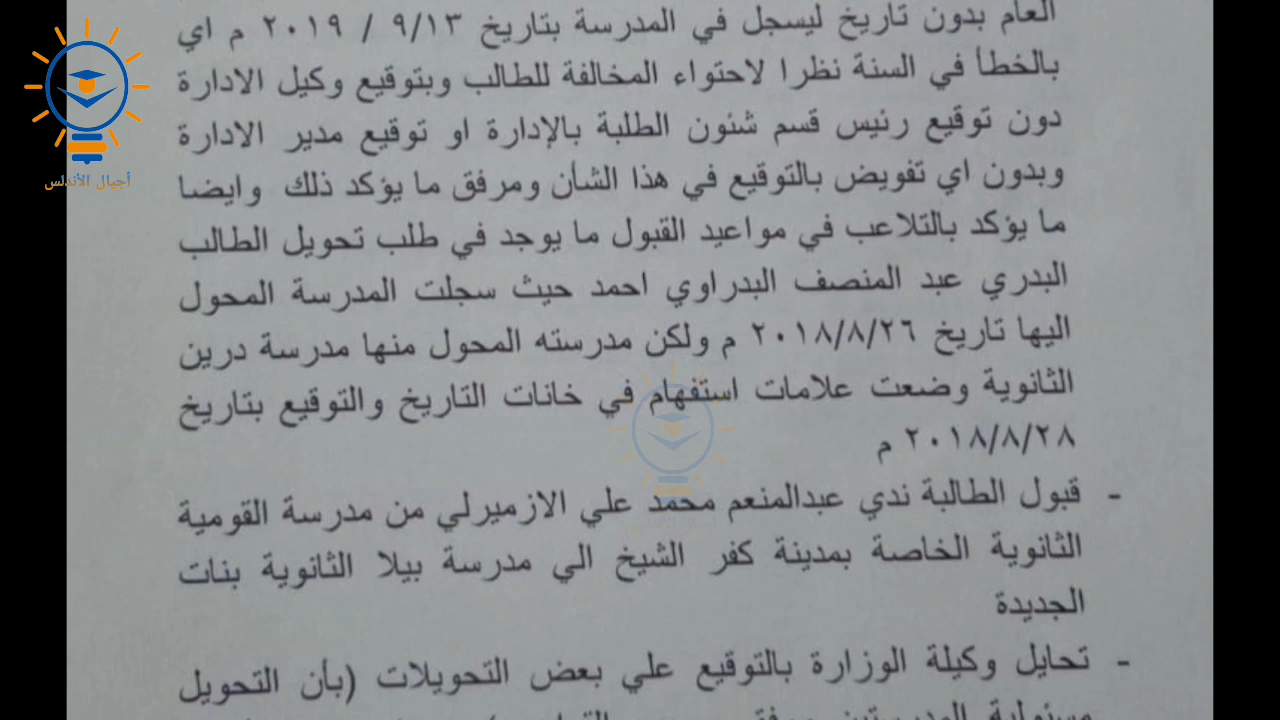 العام بدون تاريخ ليسجل في المدرسة بتاريخ ٩/١٣ / ٢٠١٩ م اي
بالخطأ في السنة نظرا لاحتواء المخالفة للطالب وبتوقيع وكيل الادارة
دون توقيع رئيس قسم شئون الطلبة بالإدارة او توقيع مدير الادارة
وبدون اي تفويض بالتوقيع في هذا الشأن ومرفق ما يؤكد ذلك وايضا
ما يؤكد بالتلاعب في مواعيد القبول ما يوجد في طلب تحويل الطالب
البدري عبد المنصف البدراوي احمد حيث سجلت المدرسة المحول
اليها تاريخ ٢٠١٨/٨/٢٦ م ولكن مدرسته المحول منها مدرسة درين
الثانوية وضعت علامات استفهام في خانات التاريخ والتوقيع بتاريخ
٢٠١٨/٨/٢٨ م
- قبول الطالبة ندي عبدالمنعم محمد علي الازميرلي من مدرسة القومية
الثانوية الخاصة بمدينة كفر الشيخ الي مدرسة بيلا الثانوية بنات
الجديدة
- تحايل وكيلة الوزارة بالتوقيع علي بعض التحويلات (بأن التحويل
أجيال الأندلس